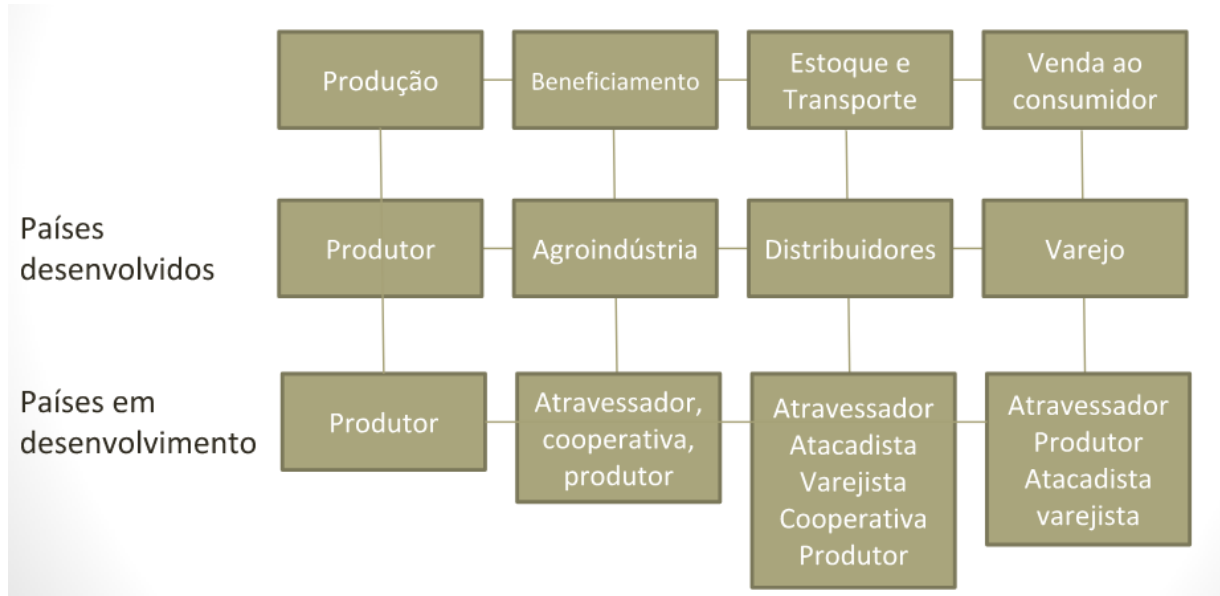 Produção
Beneficiamento
Estoque e
Transporte
Venda ao
consumidor
Países
desenvolvidos
Produtor
Agroindústria
Distribuidores
Varejo
Países em
desenvolvimento
Produtor
Atravessador,
cooperativa,
produtor
Atravessador
Atacadista
Varejista
Cooperativa
Produtor
Atravessador
Produtor
Atacadista
varejista